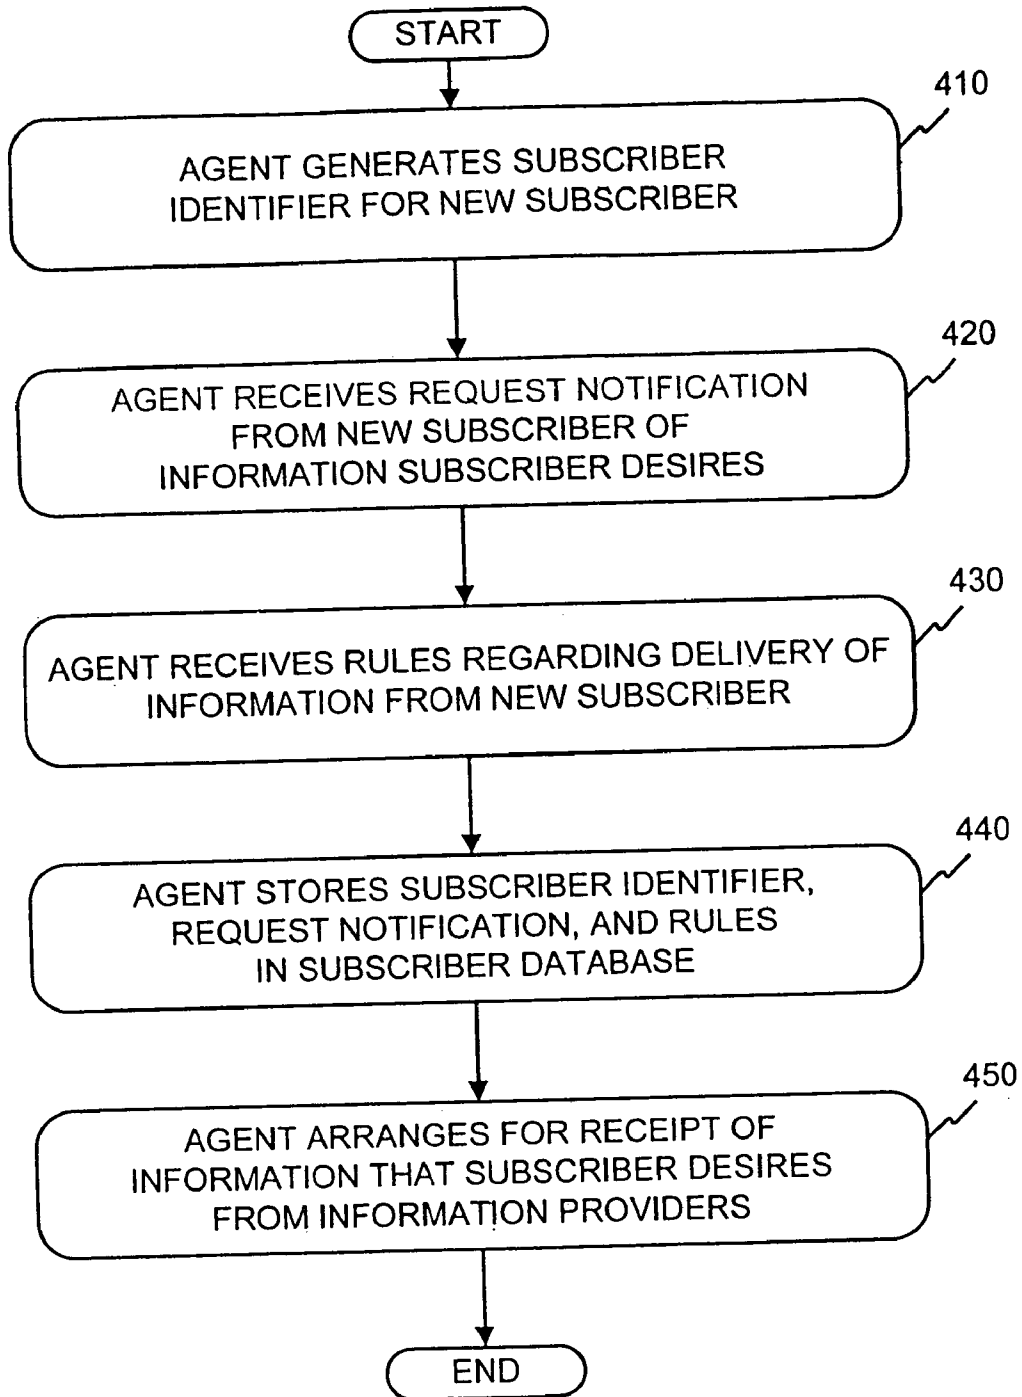 START
410
AGENT GENERATES SUBSCRIBER
IDENTIFIER FOR NEW SUBSCRIBER
420
AGENT RECEIVES REQUEST NOTIFICATION
FROM NEW SUBSCRIBER OF
INFORMATION SUBSCRIBER DESIRES
430
AGENT RECEIVES RULES REGARDING DELIVERY OF
INFORMATION FROM NEW SUBSCRIBER
440
AGENT STORES SUBSCRIBER IDENTIFIER,
REQUEST NOTIFICATION, AND RULES
IN SUBSCRIBER DATABASE
450
AGENT ARRANGES FOR RECEIPT OF
INFORMATION THAT SUBSCRIBER DESIRES
FROM INFORMATION PROVIDERS
END